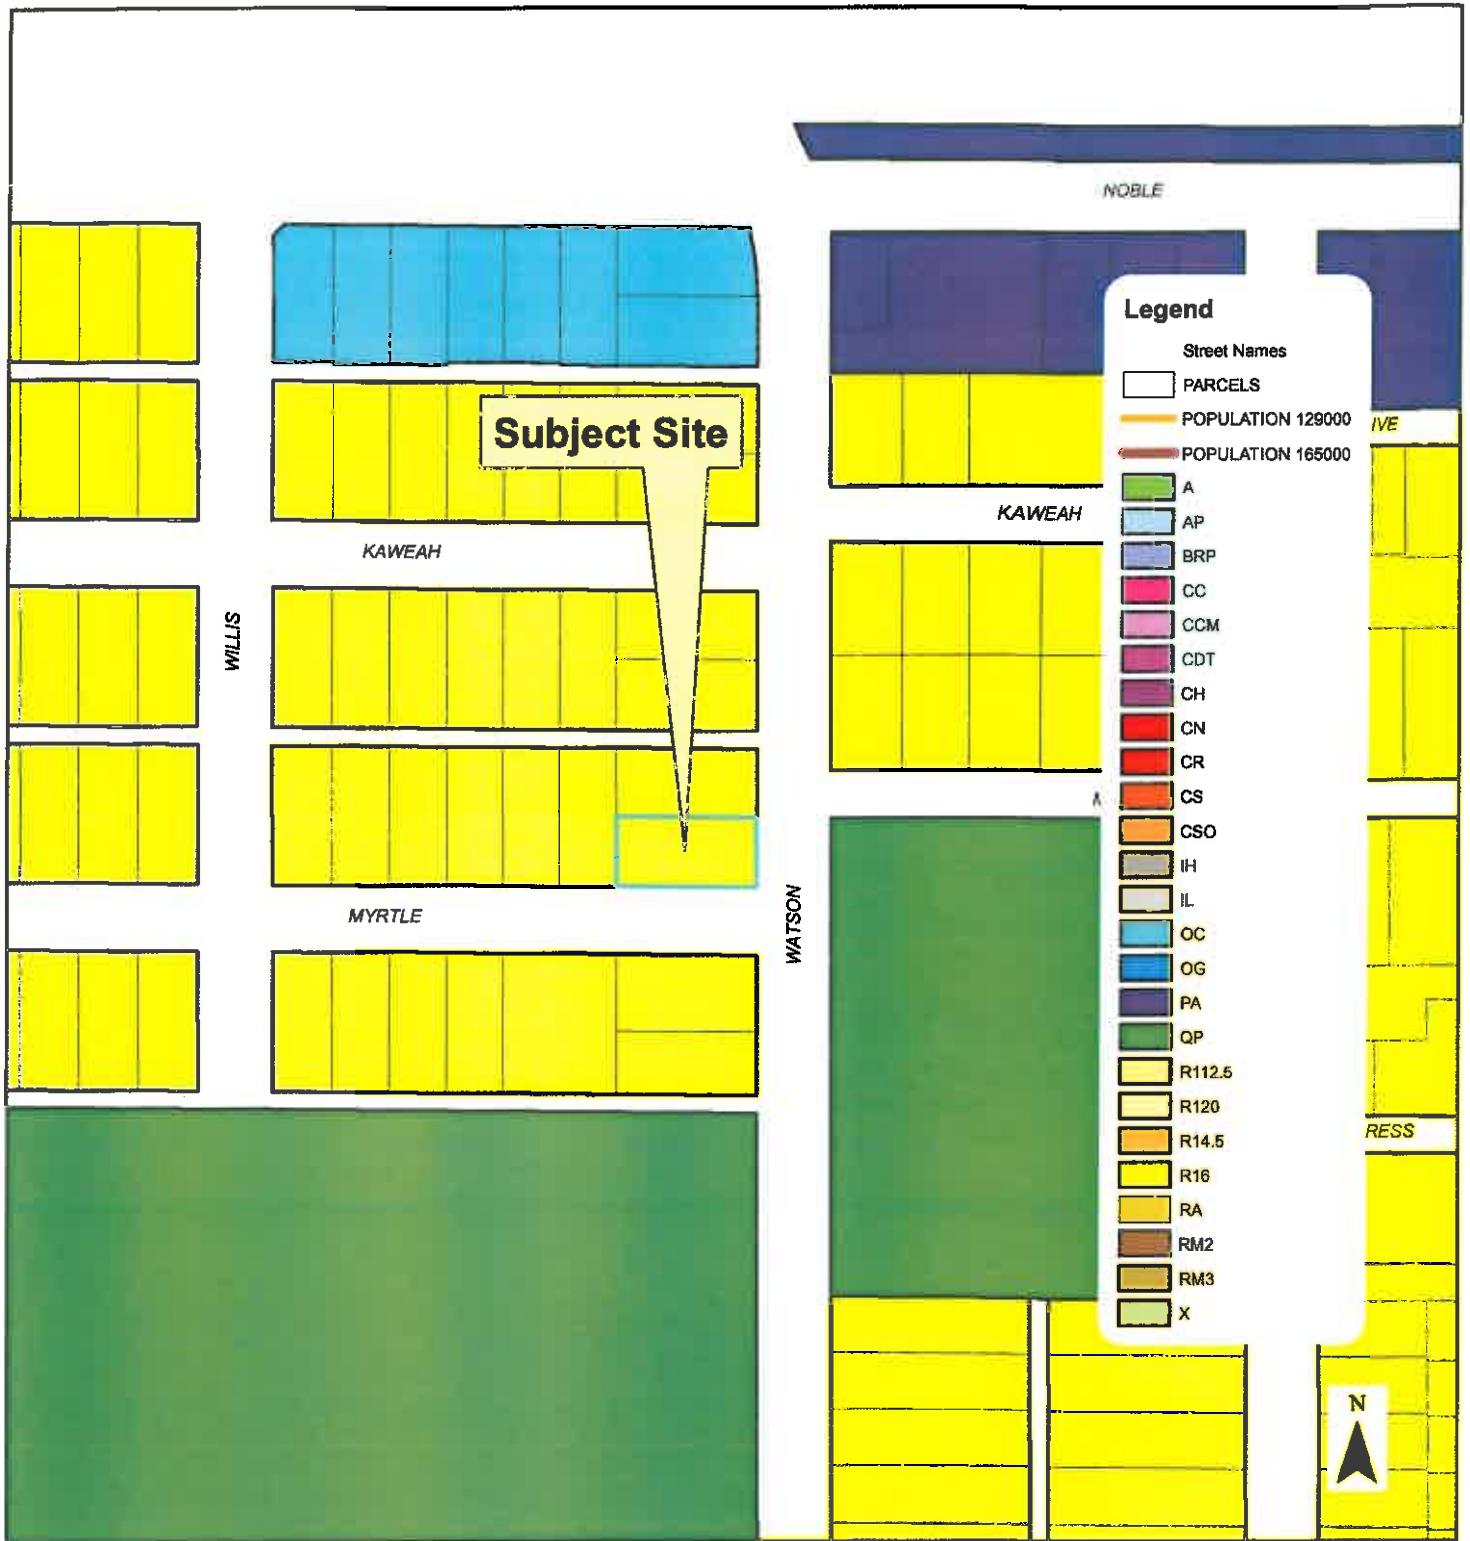 NOBLE
Legend
Street Names
PARCELS
POPULATION 129000
POPULATION 165000
A
AP
BRP
CC
CCM
CDT
CH
CN
CR
CS
CSO
IH
IL
OC
OG
PA
QP
R112.5
R120
R14.5
R16
RA
RM2
RM3
X
IVE
Subject Site
KAWEAH
KAWEAH
WILLIS
MYRTLE
WATSON
RESS
N